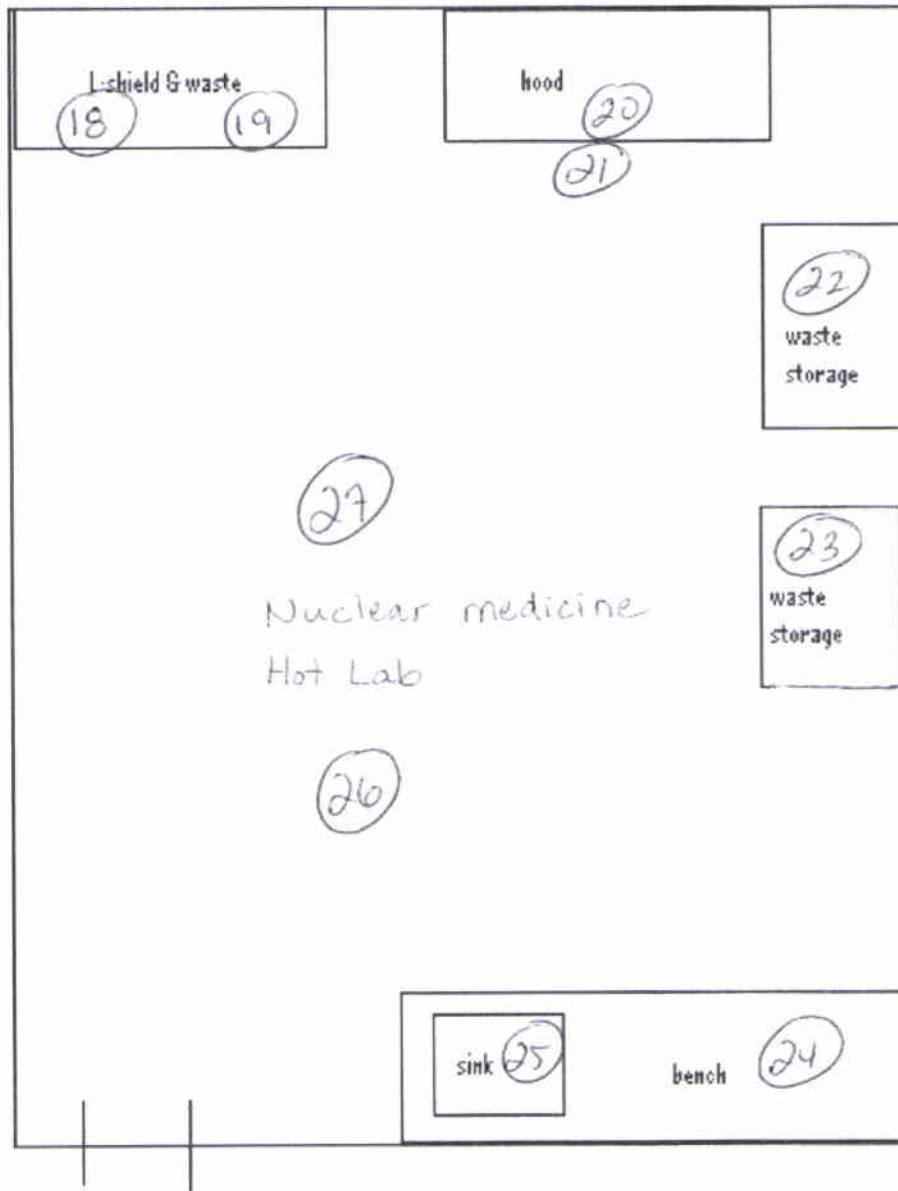 L-shield & waste
18
19
hood
20
21
22
waste
storage
23
waste
storage
27
Nuclear medicine
Hot Lab
26
sink
25
bench
24